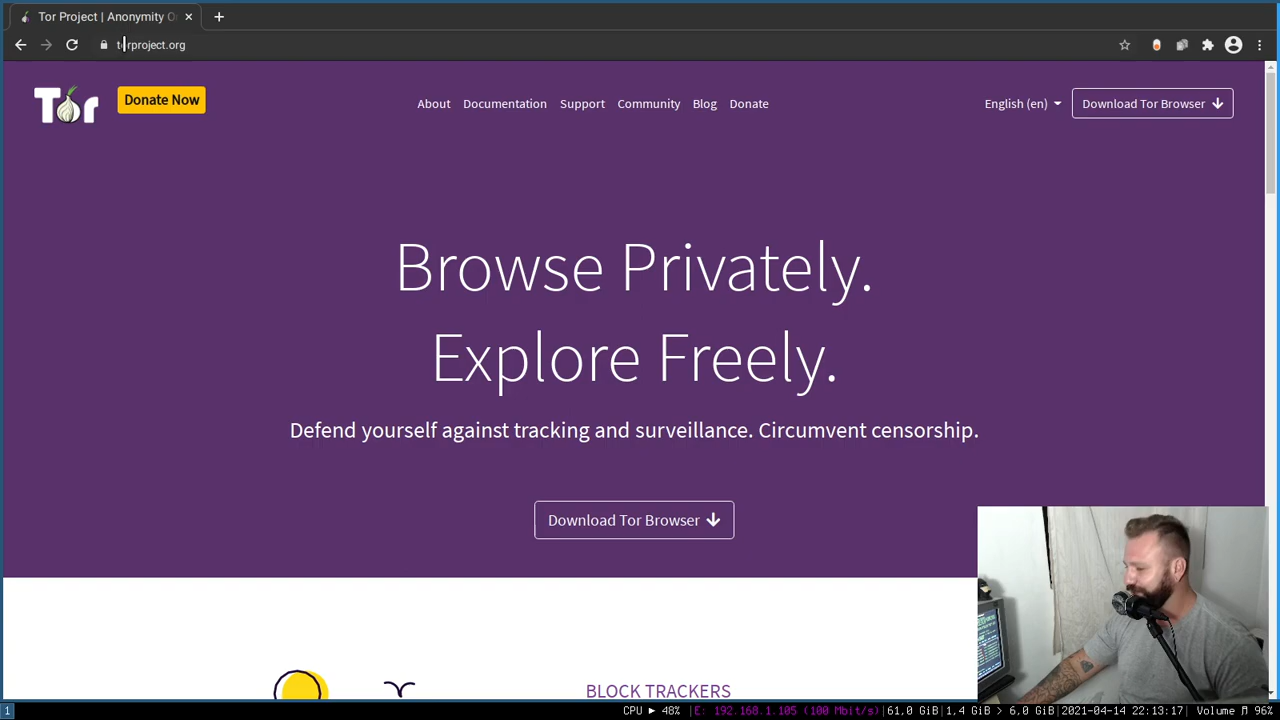 Tor Project | Anonymity O
torproject.org
Tor
Donate Now
About Documentation Support Community Blog Donate
English (en)
Download Tor Browser
Browse Privately.
Explore Freely.
Defend yourself against tracking and surveillance. Circumvent censorship.
Download Tor Browser
BLOCK TRACKERS
1
CPU ► 48% |E: 192.168.1.105 (100 Mbit/s)|61,0 GiB|1,4 GiB > 6,0 GiB|2021-04-14 22:13:17|Volume ♬ 96%